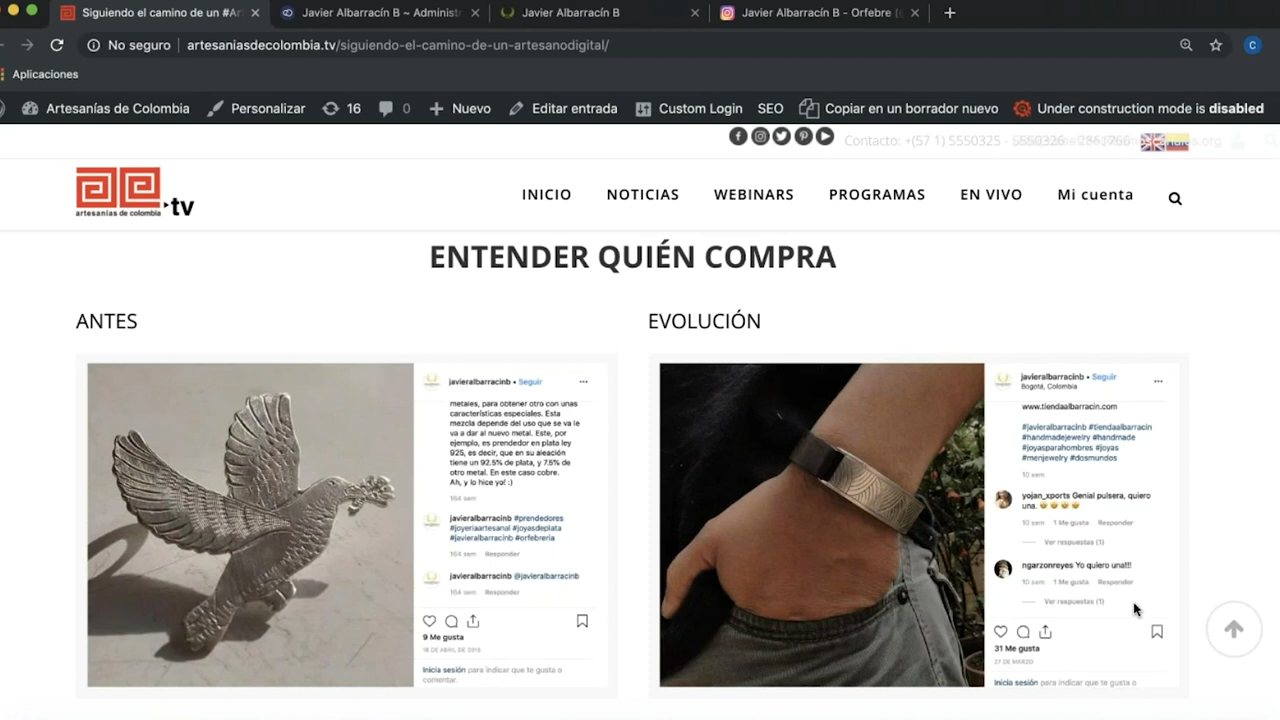 Siguiendo el camino de un #Ar
Javier Albarracín B ~ Administr
Javier Albarracín B
Javier Albarracín B - Orfebre (@
No seguro
artesaniasdecolombia.tv/siguiendo-el-camino-de-un-artesanodigital/
C
Aplicaciones
Artesanías de Colombia
Personalizar
16
0
Nuevo
Editar entrada
Custom Login
SEO
Copiar en un borrador nuevo
Under construction mode is disabled
Contacto: +(57 1) 5550325 - 5550326 -
artesanías de colombia
tv
INICIO
NOTICIAS
WEBINARS
PROGRAMAS
EN VIVO
Mi cuenta
ENTENDER QUIÉN COMPRA
ANTES
javieralbarracinb • Seguir
metales, para obtener otro con unas
características especiales. Esta
mezcla depende del uso que se va le
va a dar al nuevo metal. Este, por
ejemplo, es prendedor en plata ley
925, es decir, que en su aleación
tiene un 92.5% de plata, y 7.5% de
otro metal. En este caso cobre.
Ah, y lo hice yo! :)
164 sem
javieralbarracinb #prendedores
#joyeriaartesanal #joyasdeplata
#javieralbarracinb #orfebreria
164 sem Responder
javieralbarracinb @javieralbarracinb
164 sem Responder
9 Me gusta
Inicia sesión para indicar que te gusta o
comentar.
EVOLUCIÓN
javieralbarracinb • Seguir
Bogotá, Colombia
www.tiendaalbarracin.com
#javieralbarracinb #tiendaalbarracin
#handmadejewelry #handmade
#joyasparahombres #joyas
#menjewelry #dosmundos
10 sem
yojan_xports Genial pulsera, quiero
una. 😍😍😍😍
10 sem 1 Me gusta Responder
Ver respuestas (1)
ngarzonreyes Yo quiero una!!!
10 sem 1 Me gusta Responder
Ver respuestas (1)
31 Me gusta
27 DE MARZO
Inicia sesión para indicar que te gusta o